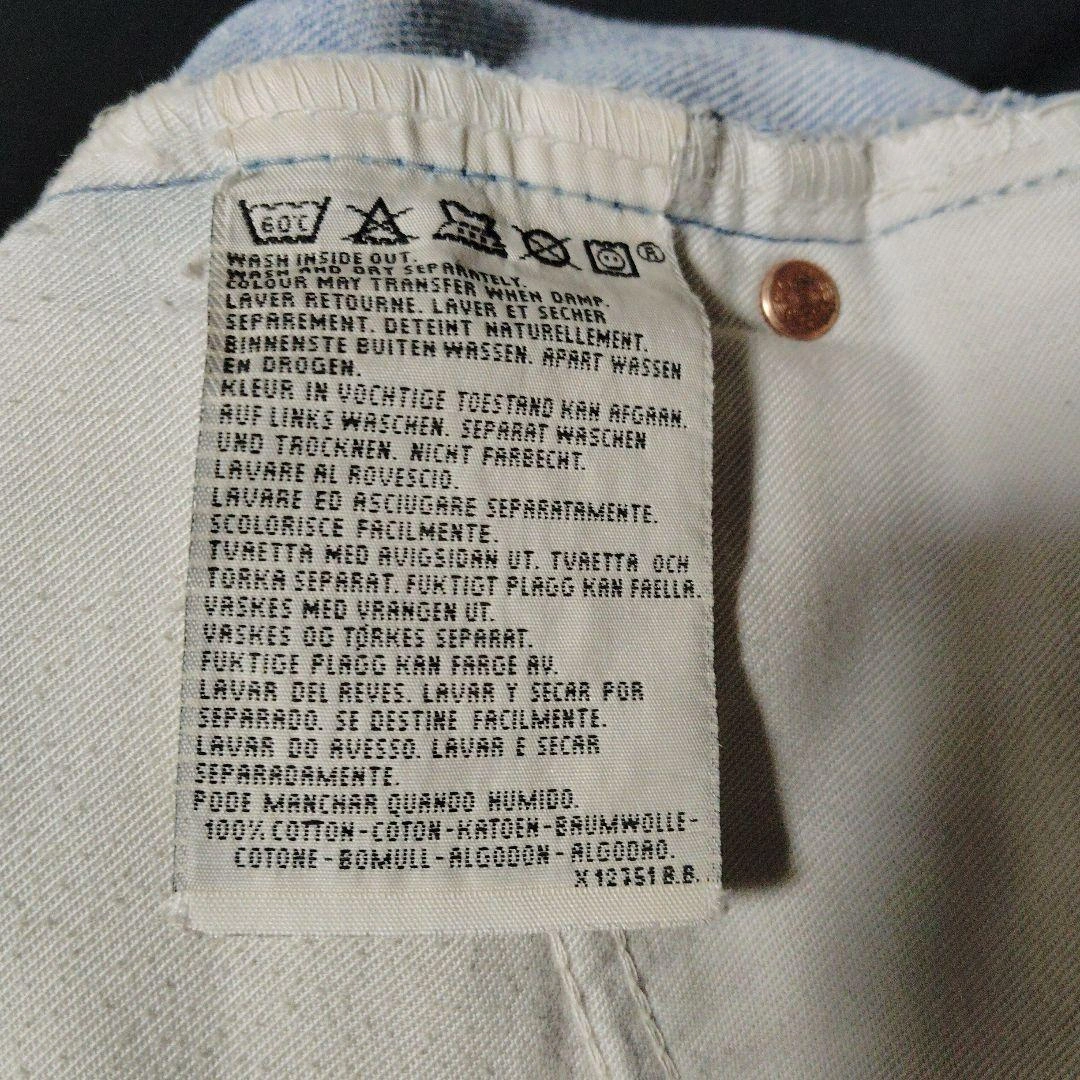 60°C
®
WASH INSIDE OUT.
WASH AND DRY SEPARATELY.
COLOUR MAY TRANSFER WHEN DAMP.
LAVER RETOURNE. LAVER ET SECHER
SEPAREMENT. DETEINT NATURELLEMENT.
BINNENSTE BUITEN WASSEN. APART WASSEN
EN DROGEN.
KLEUR IN VOCHTIGE TOESTAND KAN AFGAAN.
AUF LINKS WASCHEN. SEPARAT WASCHEN
UND TROCKNEN. NICHT FARBECHT.
LAVARE AL ROVESCIO.
LAVARE ED ASCIUGARE SEPARATAMENTE.
SCOLORISCE FACILMENTE.
TVAETTA MED AVIGSIDAN UT. TVAETTA OCH
TORKA SEPARAT. FUKTIGT PLAGG KAN FAELLA.
VASKES MED VRANGEN UT.
VASKES OG TØRKES SEPARAT.
FUKTIGE PLAGG KAN FARGE AV.
LAVAR DEL REVES. LAVAR Y SECAR POR
SEPARADO. SE DESTINE FACILMENTE.
LAVAR DO AVESSO. LAVAR E SECAR
SEPARADAMENTE.
PODE MANCHAR QUANDO HUMIDO.
100% COTTON-COTON-KATOEN-BAUMWOLLE-
COTONE-BOMULL-ALGODON-ALGODAO.
X 12751 B.B.